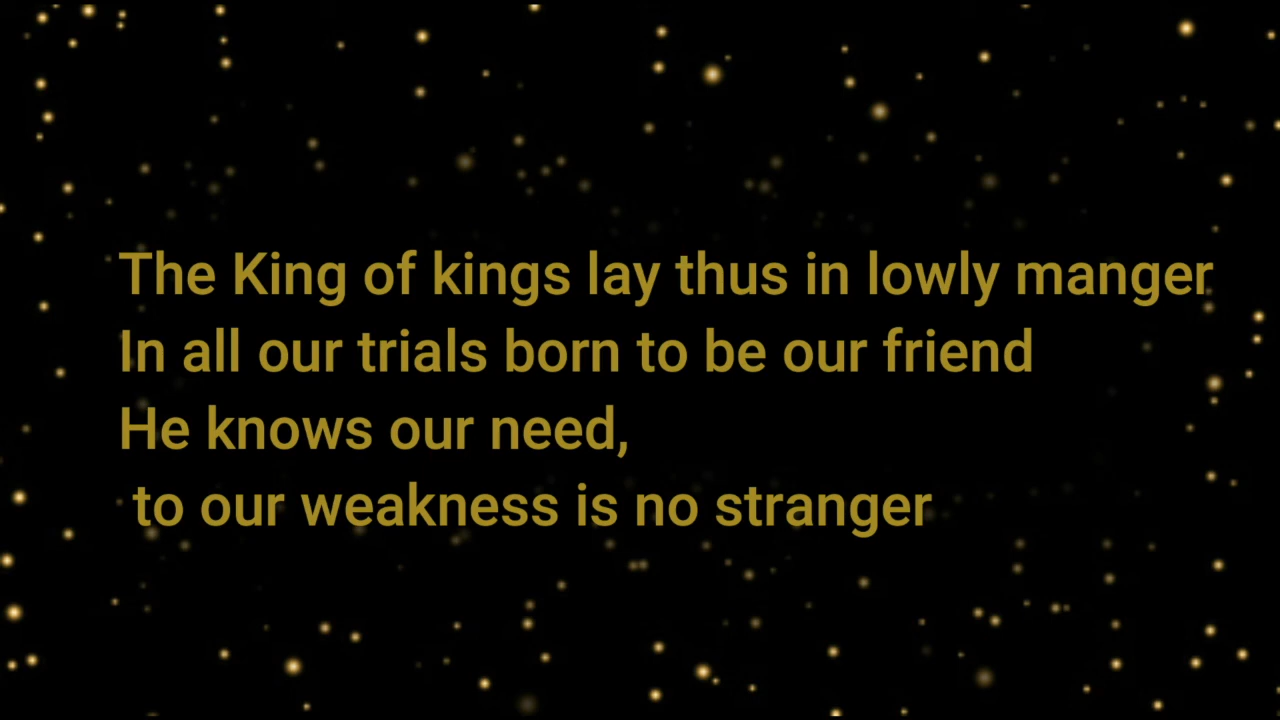 The King of kings lay thus in lowly manger
In all our trials born to be our friend
He knows our need,
to our weakness is no stranger